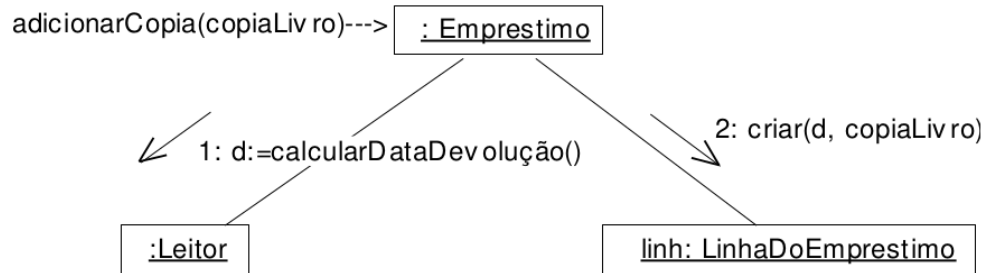 adicionarCopia(copiaLivro)--->
: Emprestimo
2: criar(d, copiaLivro)
1: d:=calcularDataDevolução()
:Leitor
linh: LinhaDoEmprestimo